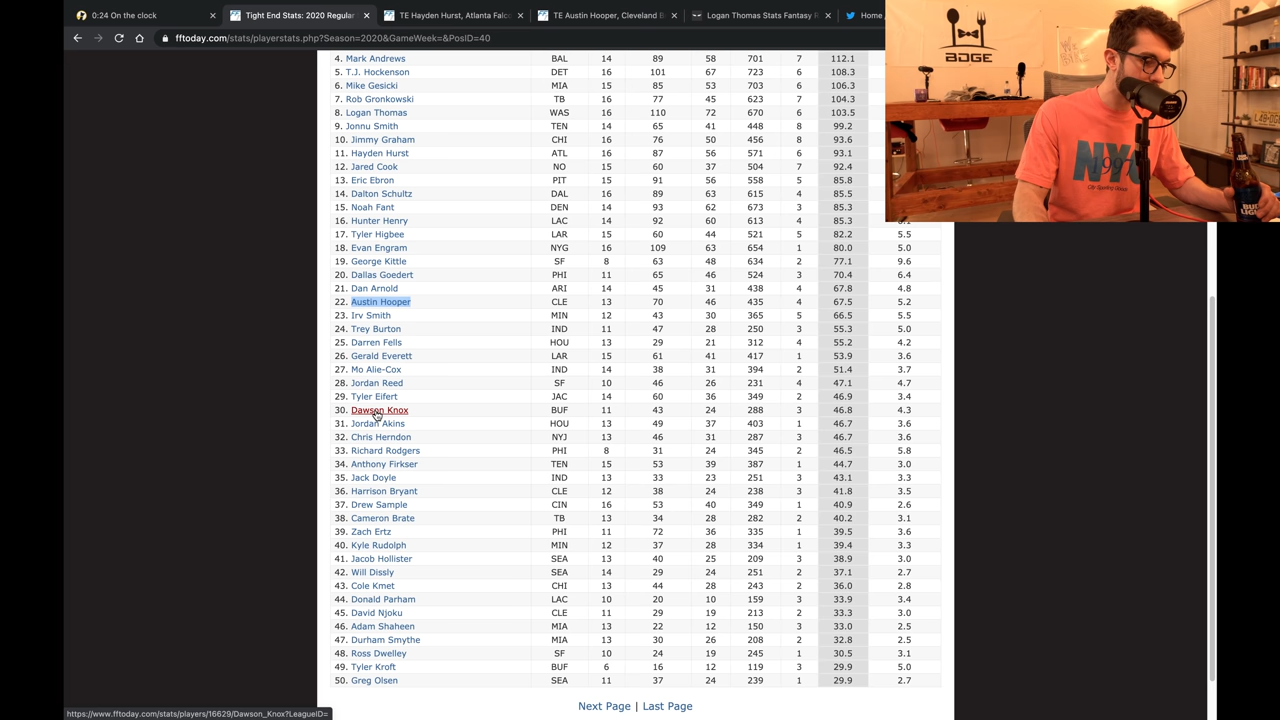 0:24 On the clock
Tight End Stats: 2020 Regular
TE Hayden Hurst, Atlanta Falco
TE Austin Hooper, Cleveland B
Logan Thomas Stats Fantasy F
Home
fftoday.com/stats/playerstats.php?Season=2020&GameWeek=&PosID=40
4. Mark Andrews BAL 14 89 58 701 7 112.1
5. T.J. Hockenson DET 16 101 67 723 6 108.3
6. Mike Gesicki MIA 15 85 53 703 6 106.3
7. Rob Gronkowski TB 16 77 45 623 7 104.3
8. Logan Thomas WAS 16 110 72 670 6 103.5
9. Jonnu Smith TEN 14 65 41 448 8 99.2
10. Jimmy Graham CHI 16 76 50 456 8 93.6
11. Hayden Hurst ATL 16 87 56 571 6 93.1
12. Jared Cook NO 15 60 37 504 7 92.4
13. Eric Ebron PIT 15 91 56 558 5 85.8
14. Dalton Schultz DAL 16 89 63 615 4 85.5
15. Noah Fant DEN 14 93 62 673 3 85.3
16. Hunter Henry LAC 14 92 60 613 4 85.3
17. Tyler Higbee LAR 15 60 44 521 5 82.2 5.5
18. Evan Engram NYG 16 109 63 654 1 80.0 5.0
19. George Kittle SF 8 63 48 634 2 77.1 9.6
20. Dallas Goedert PHI 11 65 46 524 3 70.4 6.4
21. Dan Arnold ARI 14 45 31 438 4 67.8 4.8
22. Austin Hooper CLE 13 70 46 435 4 67.5 5.2
23. Irv Smith MIN 12 43 30 365 5 66.5 5.5
24. Trey Burton IND 11 47 28 250 3 55.3 5.0
25. Darren Fells HOU 13 29 21 312 4 55.2 4.2
26. Gerald Everett LAR 15 61 41 417 1 53.9 3.6
27. Mo Alie-Cox IND 14 38 31 394 2 51.4 3.7
28. Jordan Reed SF 10 46 26 231 4 47.1 4.7
29. Tyler Eifert JAC 14 60 36 349 2 46.9 3.4
30. Dawson Knox BUF 11 43 24 288 3 46.8 4.3
31. Jordan Akins HOU 13 49 37 403 1 46.7 3.6
32. Chris Herndon NYJ 13 46 31 287 3 46.7 3.6
33. Richard Rodgers PHI 8 31 24 345 2 46.5 5.8
34. Anthony Firkser TEN 15 53 39 387 1 44.7 3.0
35. Jack Doyle IND 13 33 23 251 3 43.1 3.3
36. Harrison Bryant CLE 12 38 24 238 3 41.8 3.5
37. Drew Sample CIN 16 53 40 349 1 40.9 2.6
38. Cameron Brate TB 13 34 28 282 2 40.2 3.1
39. Zach Ertz PHI 11 72 36 335 1 39.5 3.6
40. Kyle Rudolph MIN 12 37 28 334 1 39.4 3.3
41. Jacob Hollister SEA 13 40 25 209 3 38.9 3.0
42. Will Dissly SEA 14 29 24 251 2 37.1 2.7
43. Cole Kmet CHI 13 44 28 243 2 36.0 2.8
44. Donald Parham LAC 10 20 10 159 3 33.9 3.4
45. David Njoku CLE 11 29 19 213 2 33.3 3.0
46. Adam Shaheen MIA 13 22 12 150 3 33.0 2.5
47. Durham Smythe MIA 13 30 26 208 2 32.8 2.5
48. Ross Dwelley SF 10 24 19 245 1 30.5 3.1
49. Tyler Kroft BUF 6 16 12 119 3 29.9 5.0
50. Greg Olsen SEA 11 37 24 239 1 29.9 2.7
Next Page | Last Page
https://www.fftoday.com/stats/players/16629/Dawson_Knox?LeagueID=
BDGE
NYC
1997
BUD
LIGHT